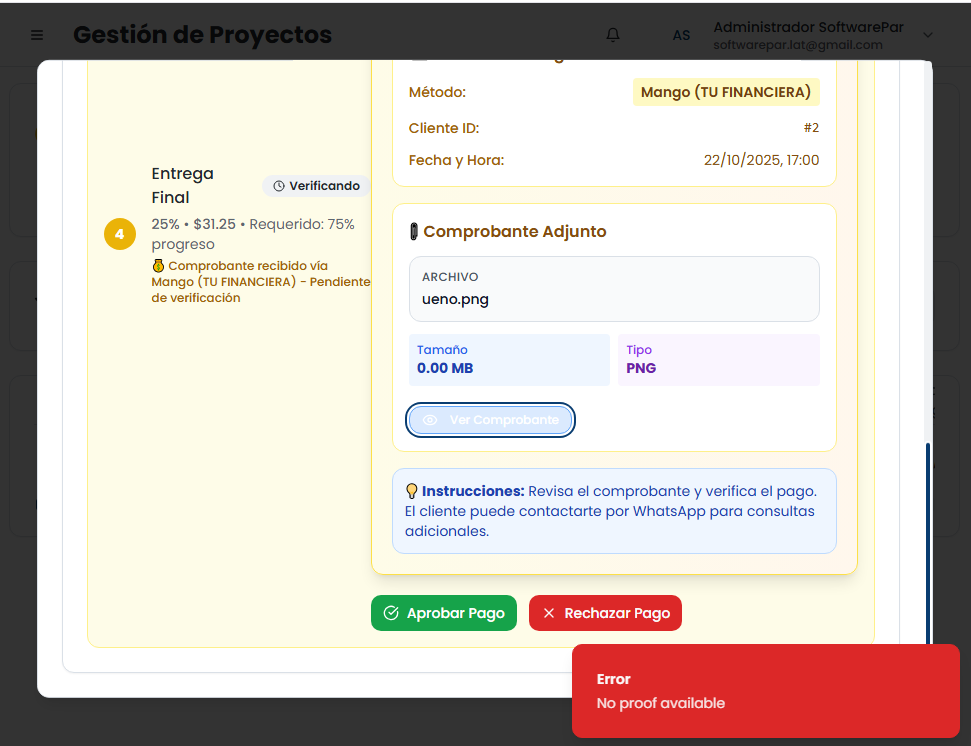 Gestión de Proyectos
AS
Administrador SoftwarePar
softwarepar.lat@gmail.com
Método:
Mango (TU FINANCIERA)
Cliente ID:
#2
Fecha y Hora:
22/10/2025, 17:00
4
Entrega
Final
Verificando
25% • $31.25 • Requerido: 75%
progreso
Comprobante recibido vía
Mango (TU FINANCIERA) - Pendiente
de verificación
Comprobante Adjunto
ARCHIVO
ueno.png
Tamaño
0.00 MB
Tipo
PNG
Ver Comprobante
Instrucciones: Revisa el comprobante y verifica el pago.
El cliente puede contactarte por WhatsApp para consultas
adicionales.
Aprobar Pago
Rechazar Pago
Error
No proof available